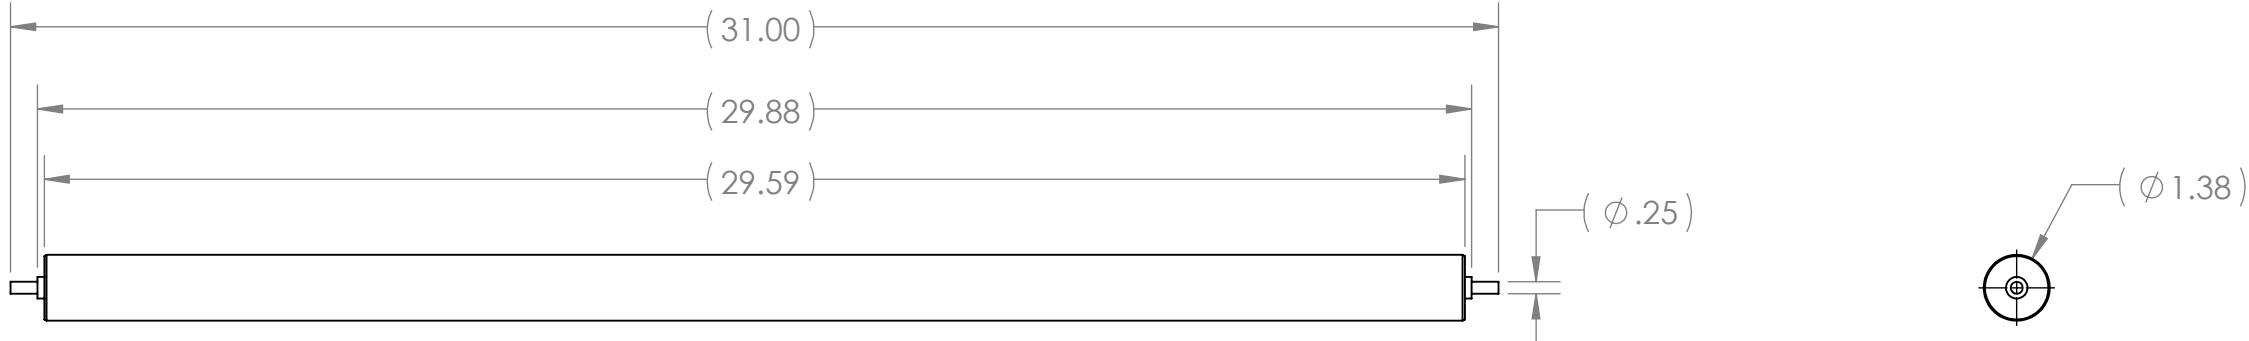 ( 31.00 )
( 29.88 )
( 29.59 )
( ∅ .25 )
( ∅ 1.38 )